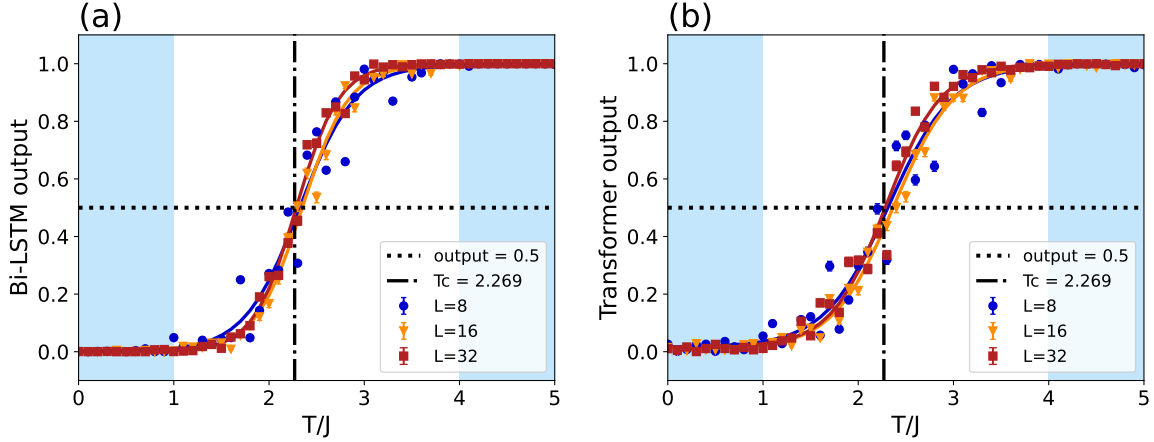 (a)
Bi-LSTM output
1.0
0.8
0.6
0.4
0.2
0.0
output = 0.5
Tc = 2.269
L=8
L=16
L=32
0 1 2 3 4 5
T/J
(b)
Transformer output
1.0
0.8
0.6
0.4
0.2
0.0
output = 0.5
Tc = 2.269
L=8
L=16
L=32
0 1 2 3 4 5
T/J